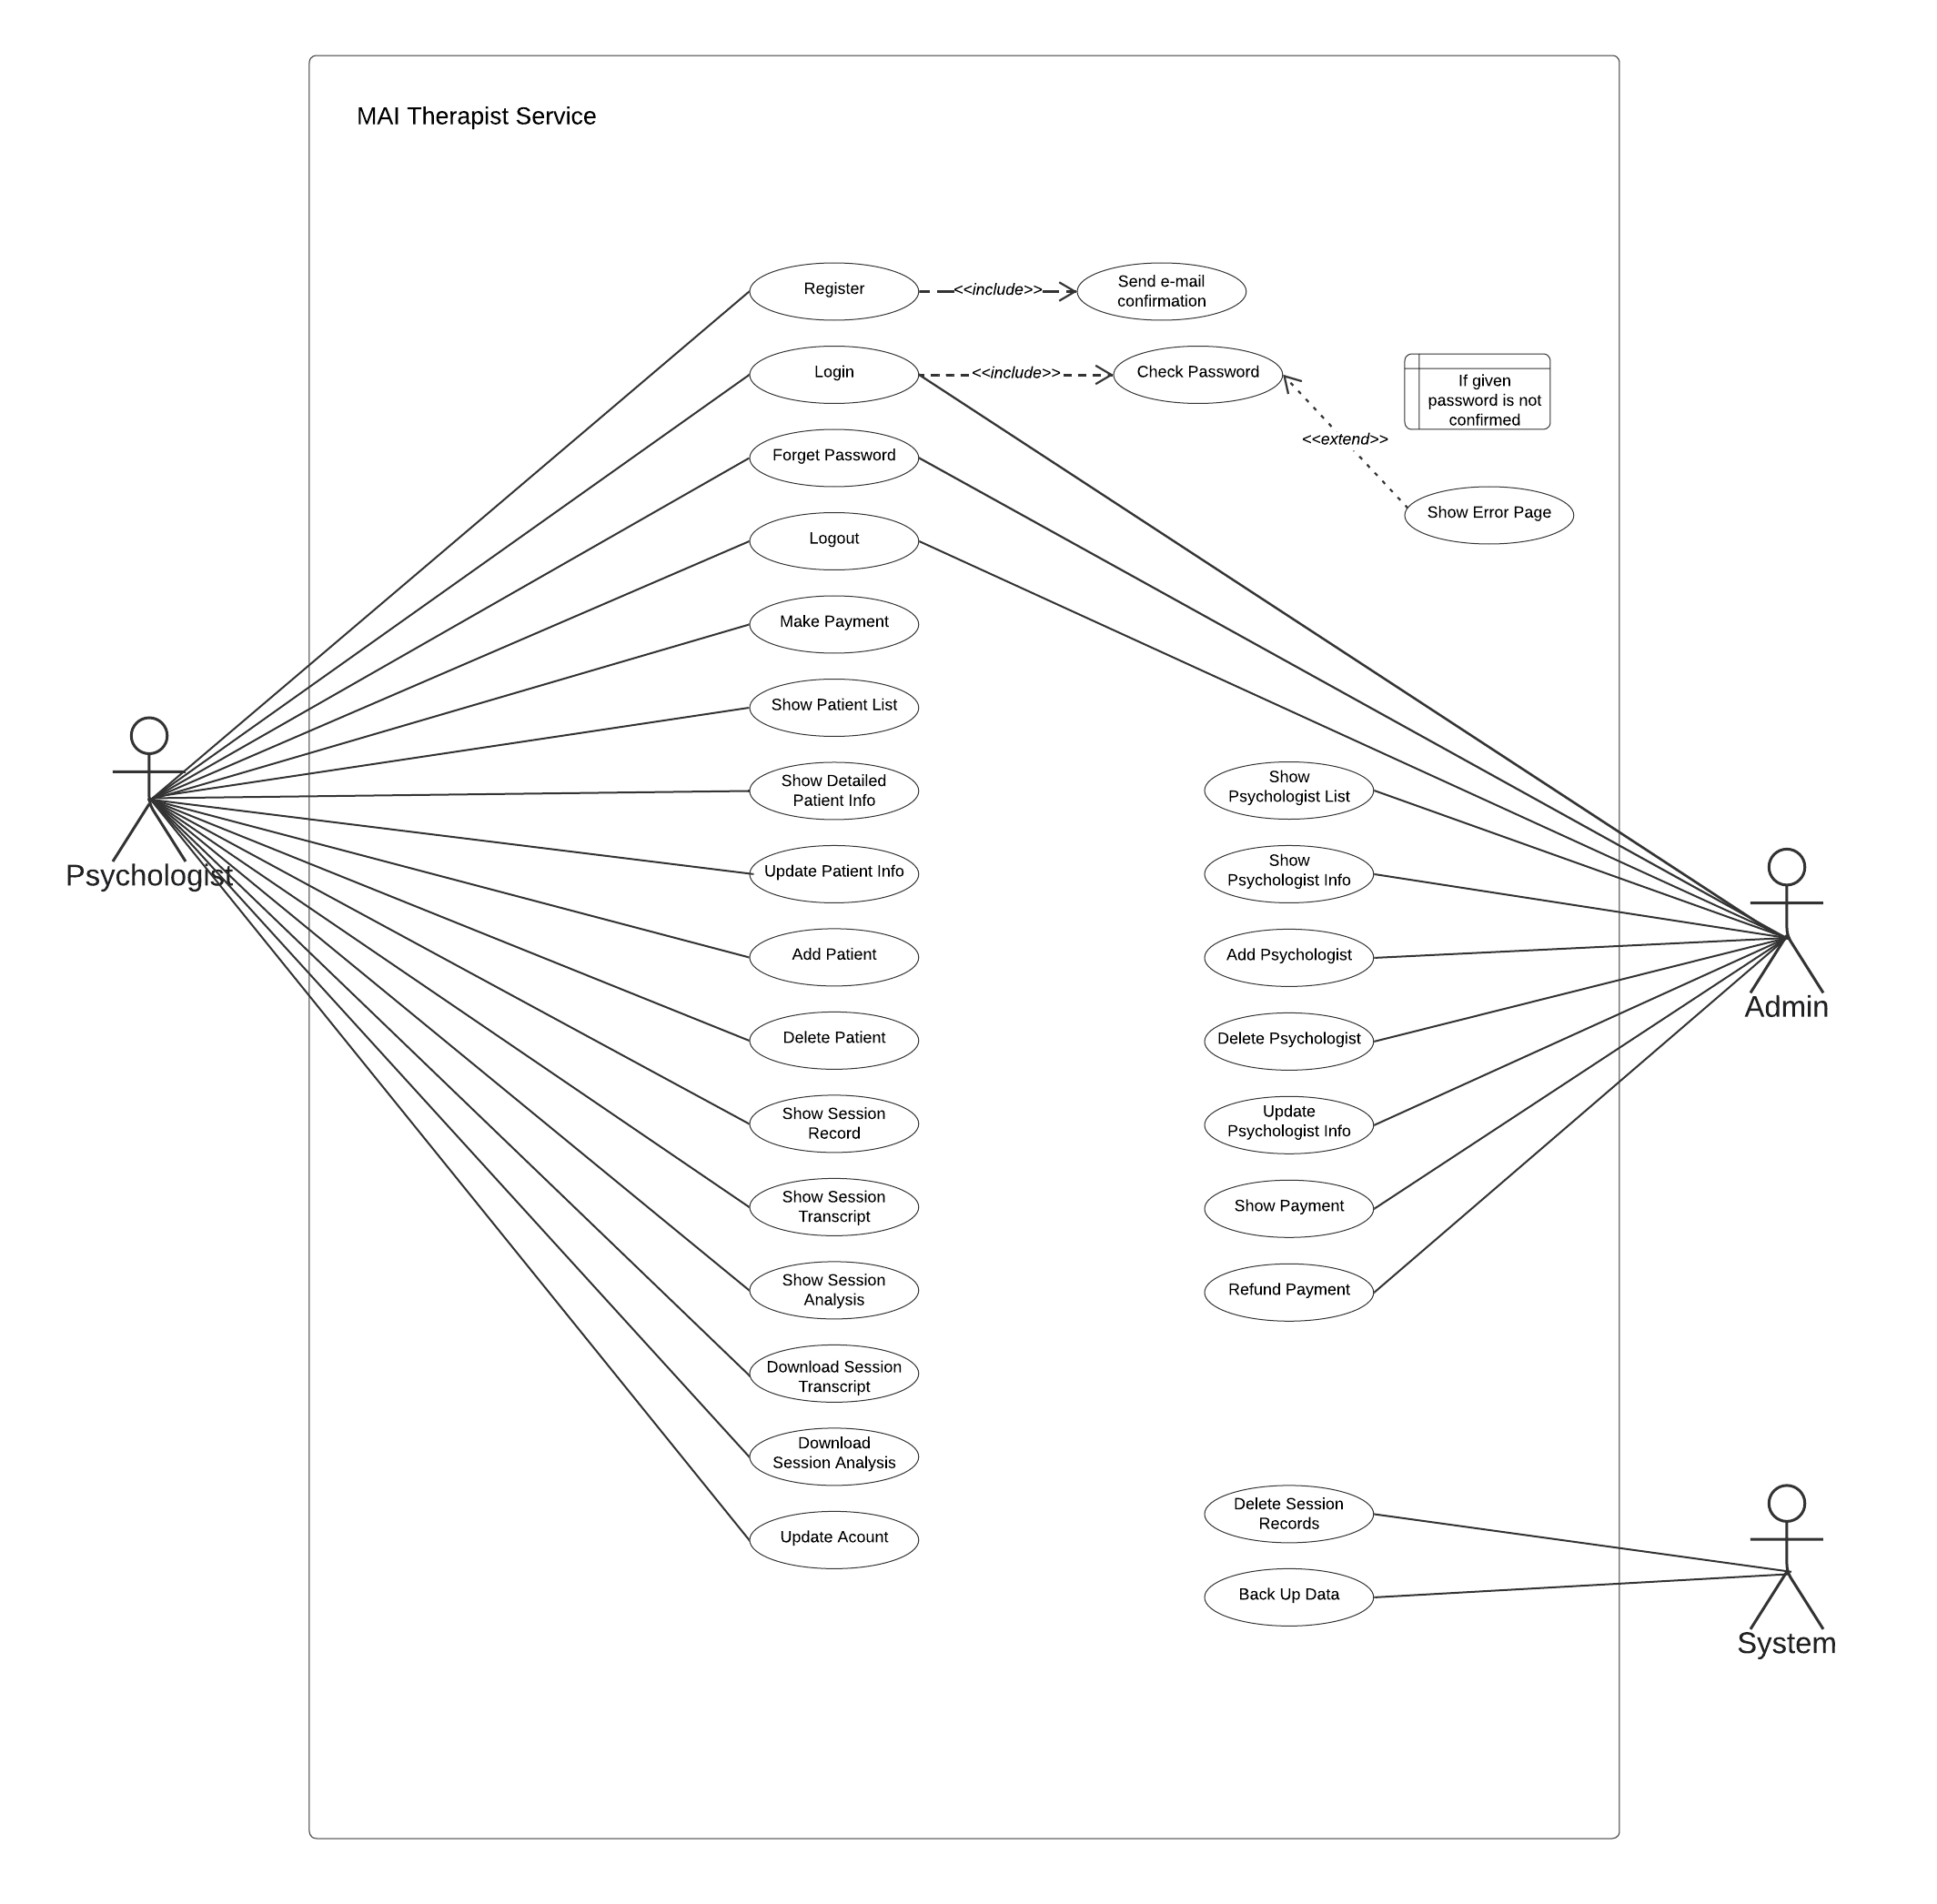 MAI Therapist Service
Register
<<include>>
Send e-mail
confirmation
Login
<<include>>
Check Password
If given
password is not
confirmed
<<extend>>
Forget Password
Show Error Page
Logout
Make Payment
Show Patient List
Show Detailed
Patient Info
Update Patient Info
Add Patient
Delete Patient
Show Session
Record
Show Session
Transcript
Show Session
Analysis
Download Session
Transcript
Download
Session Analysis
Update Acount
Psychologist
Show
Psychologist List
Show
Psychologist Info
Add Psychologist
Delete Psychologist
Update
Psychologist Info
Show Payment
Refund Payment
Admin
Delete Session
Records
Back Up Data
System